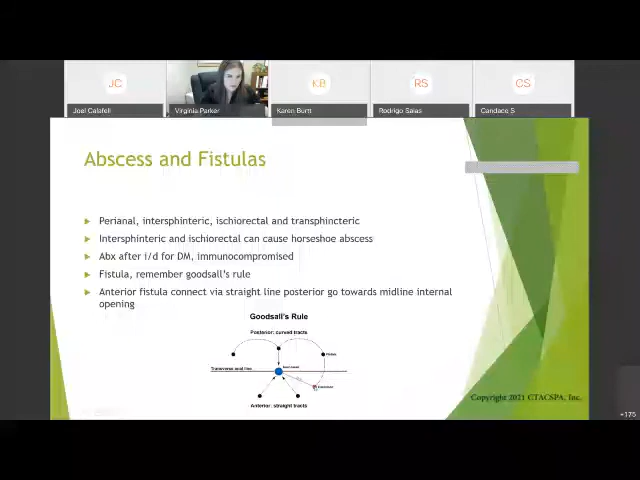 JC
KB
RS
CS
Joel Calafell
Virginia Parker
Karen Burt
Rodrigo Salas
Candace S
Abscess and Fistulas
Perianal, intersphinteric, ischiorectal and transphincteric
Intersphinteric and ischiorectal can cause horseshoe abscess
Abx after i/d for DM, immunocompromised
Fistula, remember goodsall's rule
Anterior fistula connect via straight line posterior go towards midline internal
opening
Goodsall's Rule
Posterior: curved tracts
Transverse anal line
Anterior: straight tracts
Copyright 2021 CTACSPA, Inc.
+175